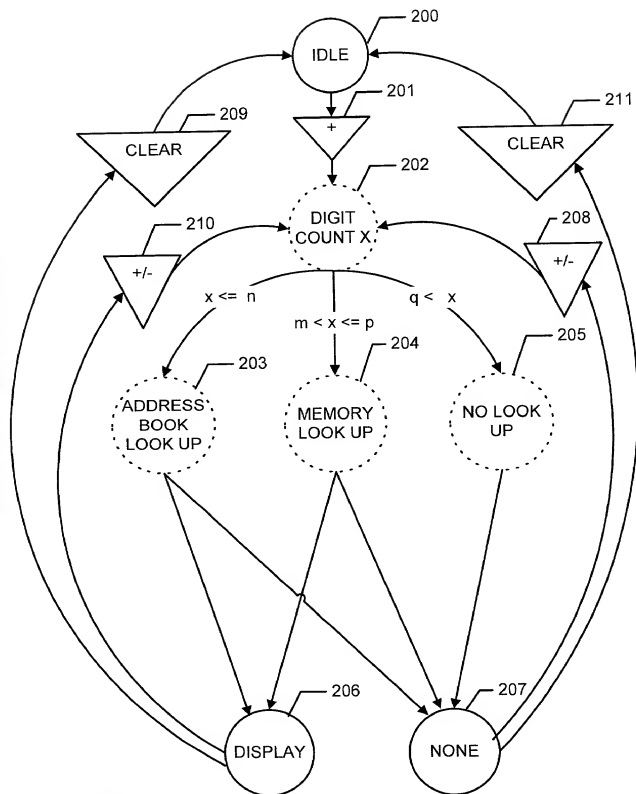 200
IDLE
201
209
211
+
CLEAR
CLEAR
202
210
DIGIT
COUNT X
208
+/-
+/-
x <= n
q < x
m < x <= p
203
204
205
ADDRESS
BOOK
LOOK UP
MEMORY
LOOK UP
NO LOOK
UP
206
207
DISPLAY
NONE